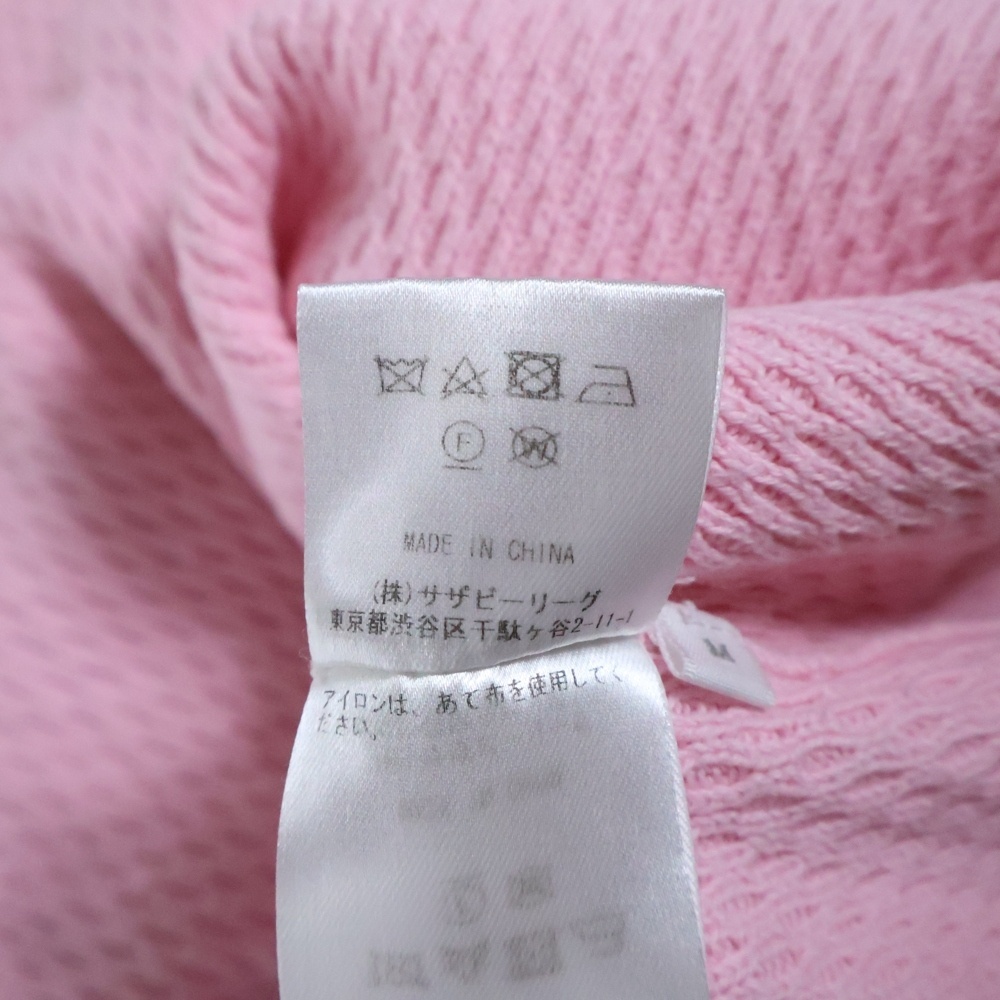 F
W
MADE IN CHINA
(株)サザビーリーグ
東京都渋谷区千駄ヶ谷2-11-1
M
アイロンは、あて布を使用してく
ださい。